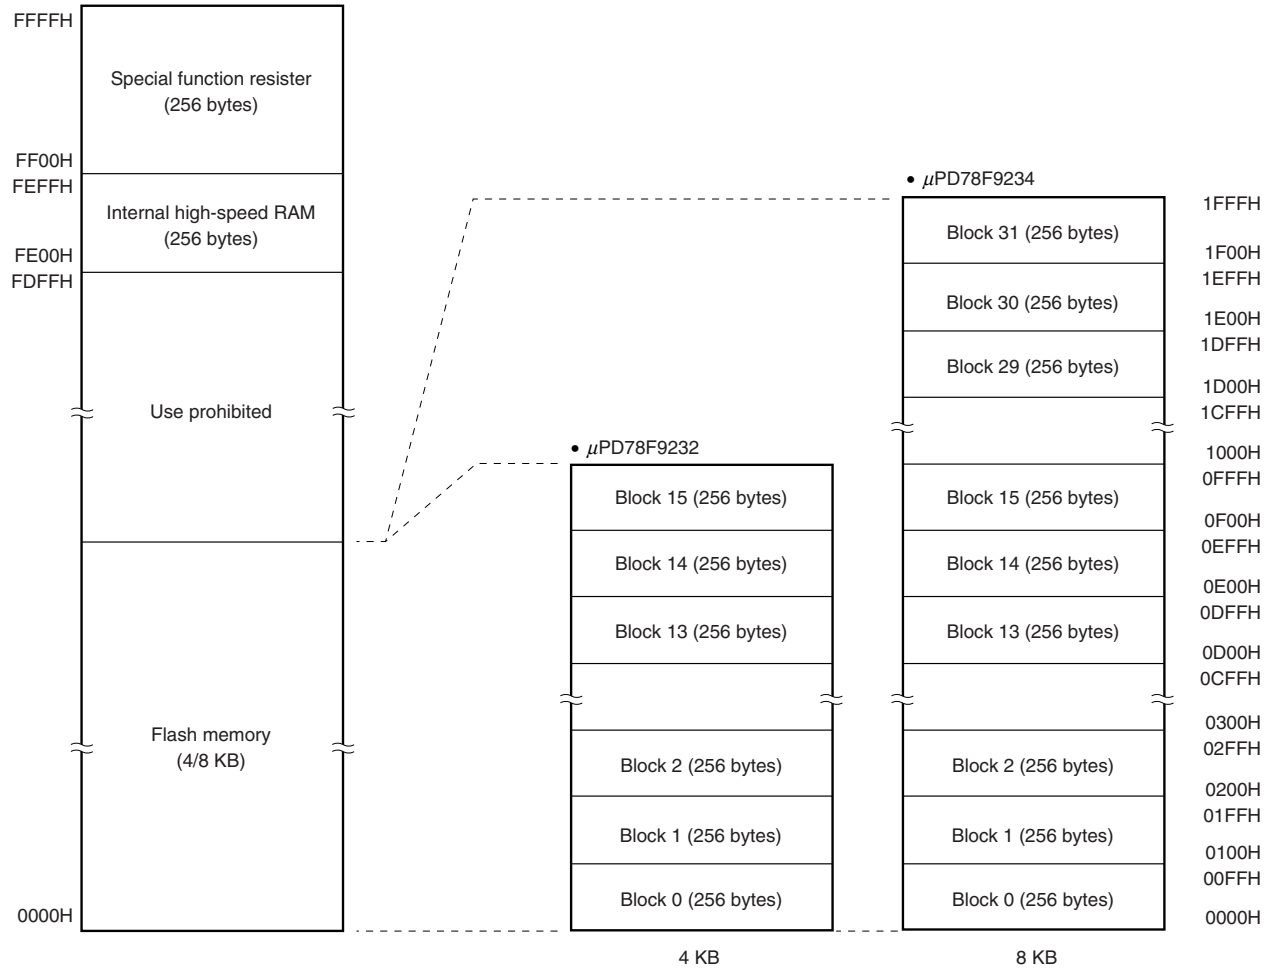 FFFFH
Special function resister
(256 bytes)
FF00H
FEFFH
Internal high-speed RAM
(256 bytes)
FE00H
FDFFH
Use prohibited
Flash memory
(4/8 KB)
0000H
• μPD78F9232
Block 15 (256 bytes)
Block 14 (256 bytes)
Block 13 (256 bytes)
Block 2 (256 bytes)
Block 1 (256 bytes)
Block 0 (256 bytes)
4 KB
• μPD78F9234
Block 31 (256 bytes)
Block 30 (256 bytes)
Block 29 (256 bytes)
Block 15 (256 bytes)
Block 14 (256 bytes)
Block 13 (256 bytes)
Block 2 (256 bytes)
Block 1 (256 bytes)
Block 0 (256 bytes)
8 KB
1FFFH
1F00H
1EFFH
1E00H
1DFFH
1D00H
1CFFH
1000H
0FFFH
0F00H
0EFFH
0E00H
0DFFH
0D00H
0CFFH
0300H
02FFH
0200H
01FFH
0100H
00FFH
0000H